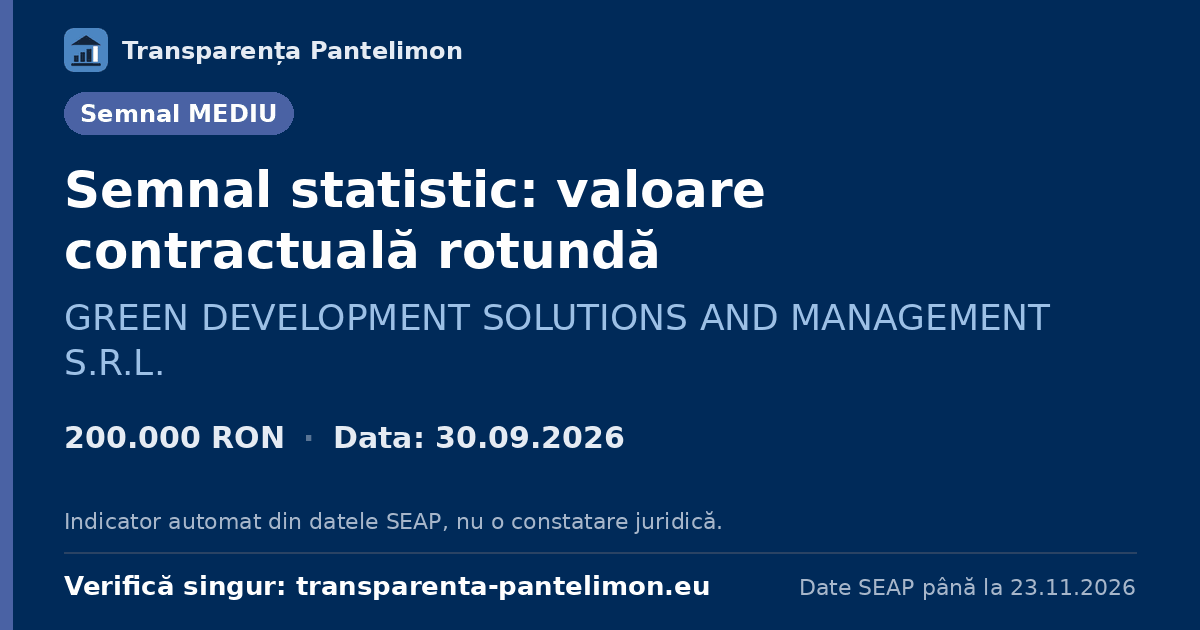 Transparența Pantelimon
Semnal MEDIU
Semnal statistic: valoare
contractuală rotundă
GREEN DEVELOPMENT SOLUTIONS AND MANAGEMENT
S.R.L.
200.000 RON · Data: 30.09.2026
Indicator automat din datele SEAP, nu o constatare juridică.
Verifică singur: transparenta-pantelimon.eu
Date SEAP până la 23.11.2026